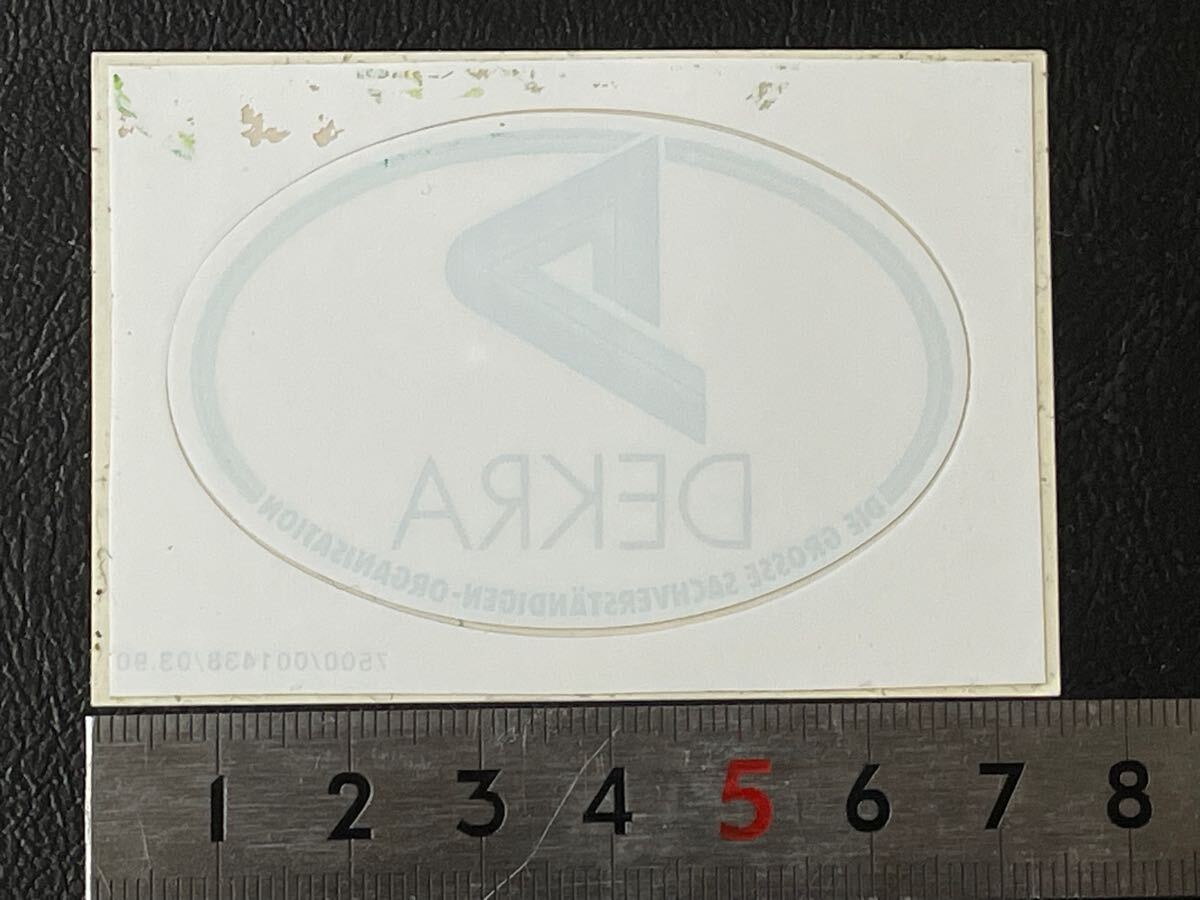 DEKRA
DIE GROSSE SACHVERSTÄNDIGEN-ORGANISATION
7500/001438/03.90
1 2 3 4 5 6 7 8